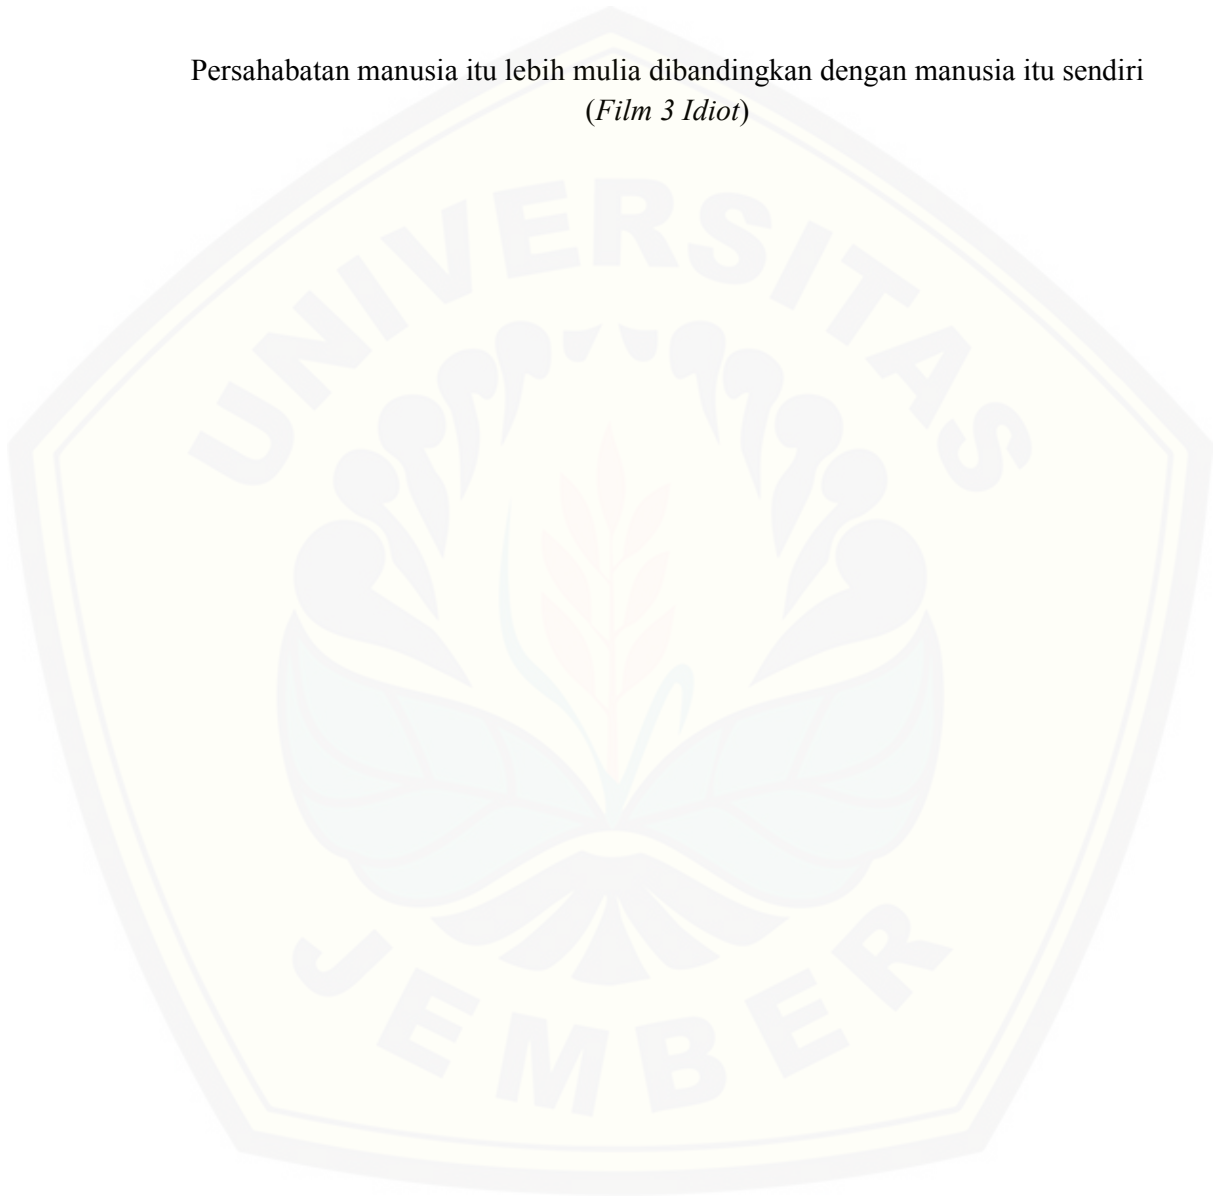 Persahabatan manusia itu lebih mulia dibandingkan dengan manusia itu sendiri
(Film 3 Idiot)
UNIVERSITAS
JEMBER